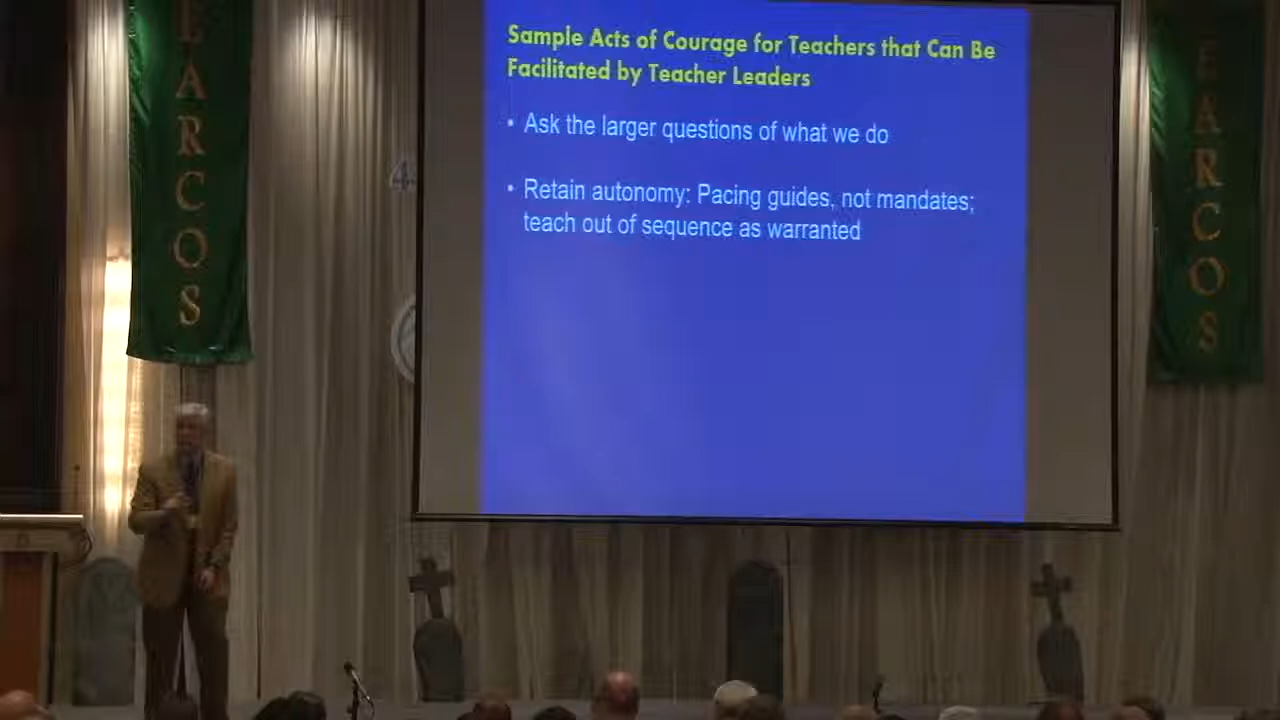 EARCOS
Sample Acts of Courage for Teachers that Can Be
Facilitated by Teacher Leaders
• Ask the larger questions of what we do
• Retain autonomy: Pacing guides, not mandates;
teach out of sequence as warranted
EARCOS
4